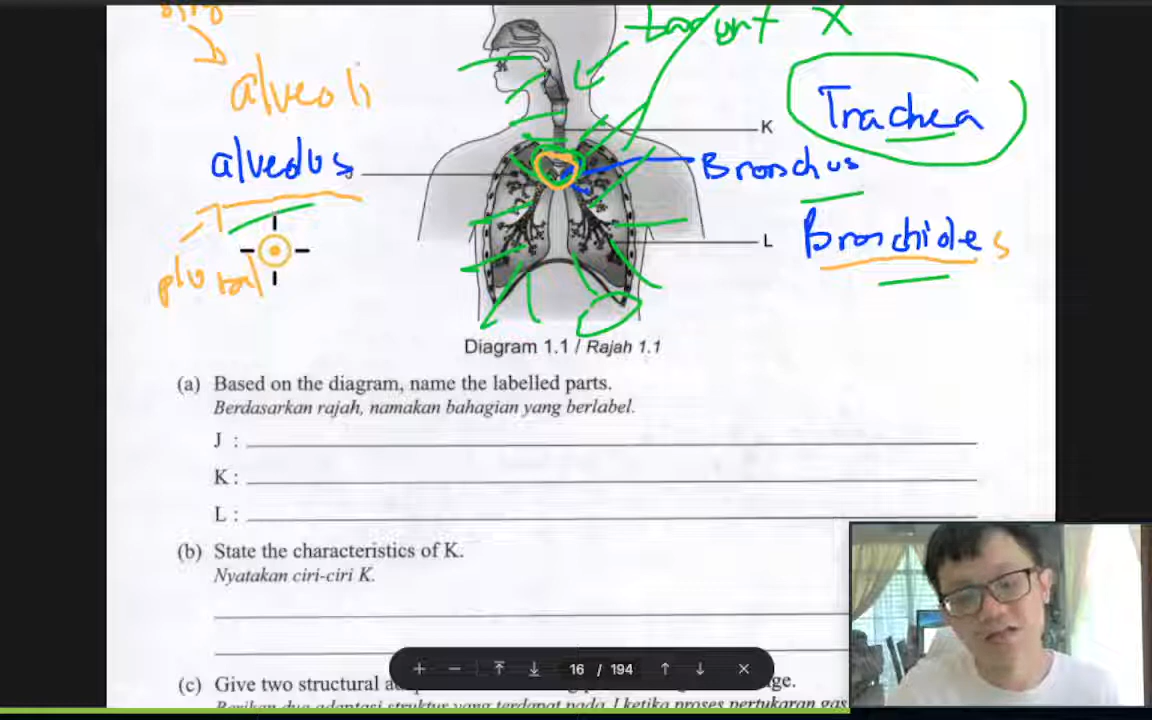 X
alveoli
Trachea
K
alveolus
Bronchus
L
Bronchioles
plural
Diagram 1.1 / Rajah 1.1
(a) Based on the diagram, name the labelled parts.
Berdasarkan rajah, namakan bahagian yang berlabel.
J :
K :
L :
(b) State the characteristics of K.
Nyatakan ciri-ciri K.
16 / 194
(c) Give two structural
ge.